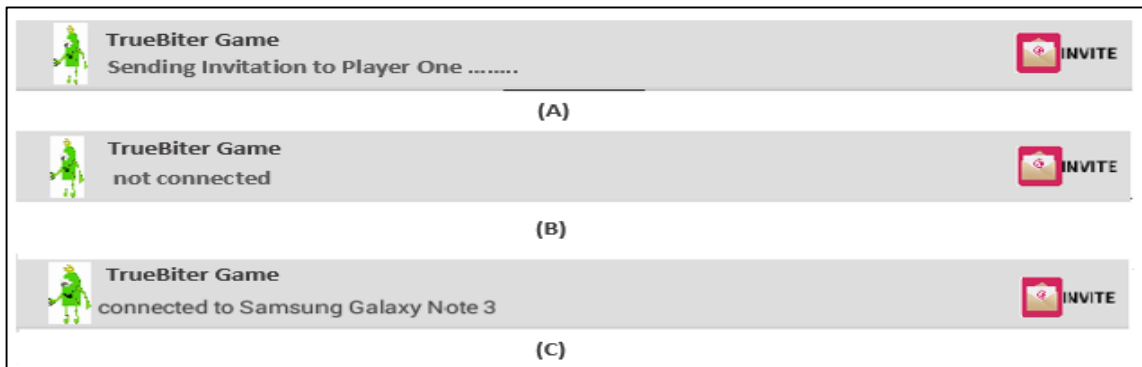 TrueBiter Game
Sending Invitation to Player One ........
INVITE
(A)
TrueBiter Game
not connected
INVITE
(B)
TrueBiter Game
connected to Samsung Galaxy Note 3
INVITE
(C)